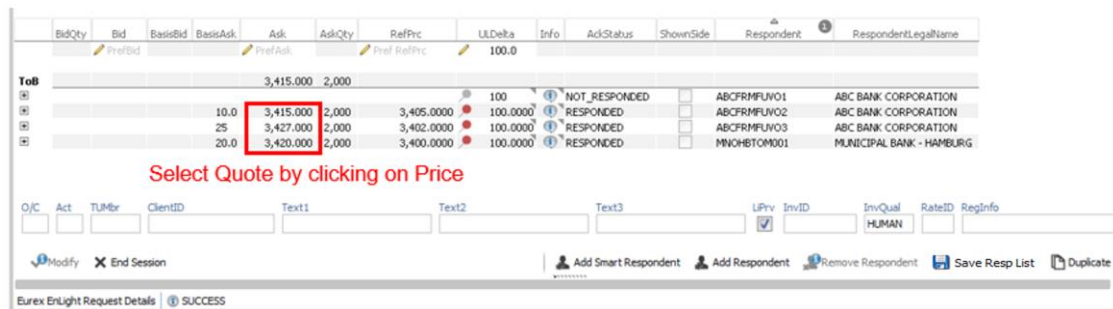 BidQty Bid BasisBid BasisAsk Ask AskQty RefPrc ULDelta Info AckStatus ShownSide Respondent 1 RespondentLegalName
PrefBid PrefAsk Pref RefPrc 100.0
ToB 3,415.000 2,000
100 NOT_RESPONDED ABCFRMFUVO1 ABC BANK CORPORATION
10.0 3,415.000 2,000 3,405.0000 100.0000 RESPONDED ABCFRMFUVO2 ABC BANK CORPORATION
25 3,427.000 2,000 3,402.0000 100.0000 RESPONDED ABCFRMFUVO3 ABC BANK CORPORATION
20.0 3,420.000 2,000 3,400.0000 100.0000 RESPONDED MNOHBTOM001 MUNICIPAL BANK - HAMBURG
Select Quote by clicking on Price
O/C Act TUMbr ClientID Text1 Text2 Text3 LiPrv InvID InvQual RateID RegInfo
HUMAN
Modify End Session Add Smart Respondent Add Respondent Remove Respondent Save Resp List Duplicate
Eurex EnLight Request Details SUCCESS